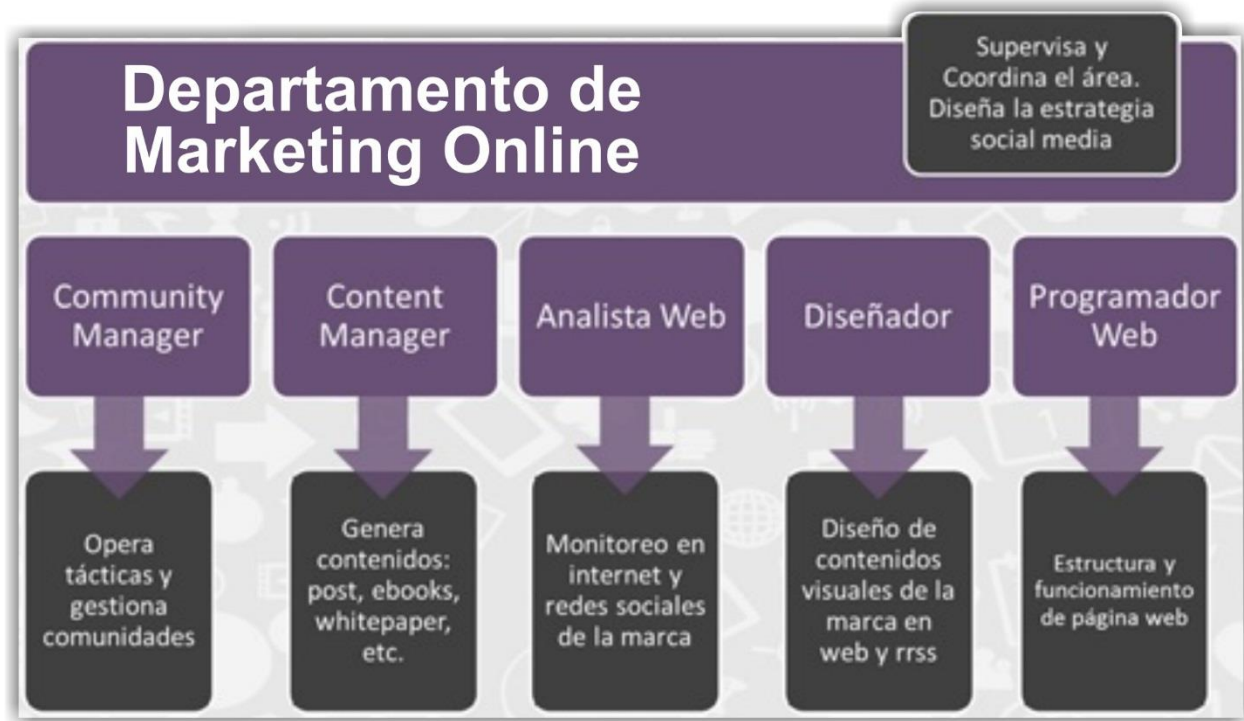 Departamento de
Marketing Online
Supervisa y
Coordina el área.
Diseña la estrategia
social media
Community
Manager
Content
Manager
Analista Web
Diseñador
Programador
Web
Opera
tácticas y
gestiona
comunidades
Genera
contenidos:
post, ebooks,
whitepaper,
etc.
Monitoreo en
internet y
redes sociales
de la marca
Diseño de
contenidos
visuales de la
marca en
web y rrss
Estructura y
funcionamiento
de página web